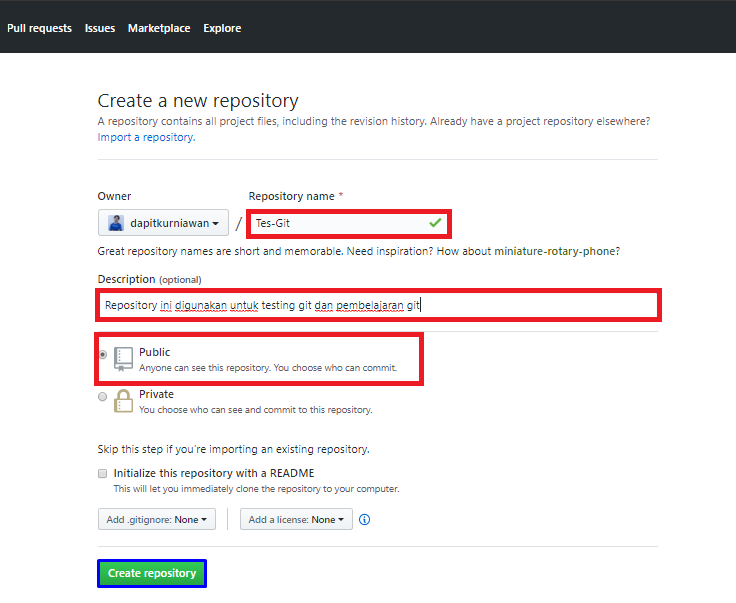 Pull requests Issues Marketplace Explore
Create a new repository
A repository contains all project files, including the revision history. Already have a project repository elsewhere?
Import a repository.
Owner Repository name *
dapitkurniawan / Tes-Git
Great repository names are short and memorable. Need inspiration? How about miniature-rotary-phone?
Description (optional)
Repository ini digunakan untuk testing git dan pembelajaran git
Public
Anyone can see this repository. You choose who can commit.
Private
You choose who can see and commit to this repository.
Skip this step if you're importing an existing repository.
Initialize this repository with a README
This will let you immediately clone the repository to your computer.
Add .gitignore: None Add a license: None
Create repository